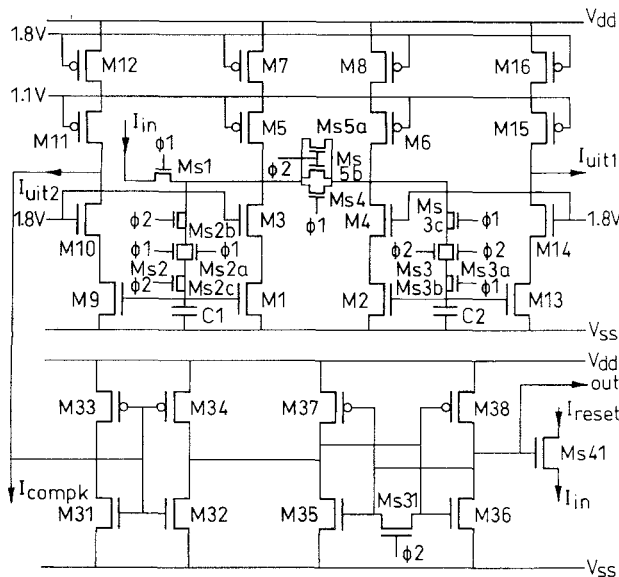 Vdd
1.8V
M12 M7 M8 M16
1.1V
Iin
M11 M5 Ms5a M6 M15
ϕ1 ϕ2 Ms
Ms1 5b Iuit1
Iuit2 Ms4
1.8V ϕ2 Ms2b M3 ϕ1 M4 Ms 3c ϕ1 1.8V
M10 ϕ1 ϕ1 ϕ2 ϕ2 M14
Ms2 Ms2a Ms3 Ms3a
M9 ϕ2 Ms2c M1 M2 Ms3b ϕ1 M13
C1 C2
Vss
Vdd
out
M33 M34 M37 M38 Ireset
Ms41
Icompk Ms31 Iin
M31 M32 M35 M36
ϕ2
Vss